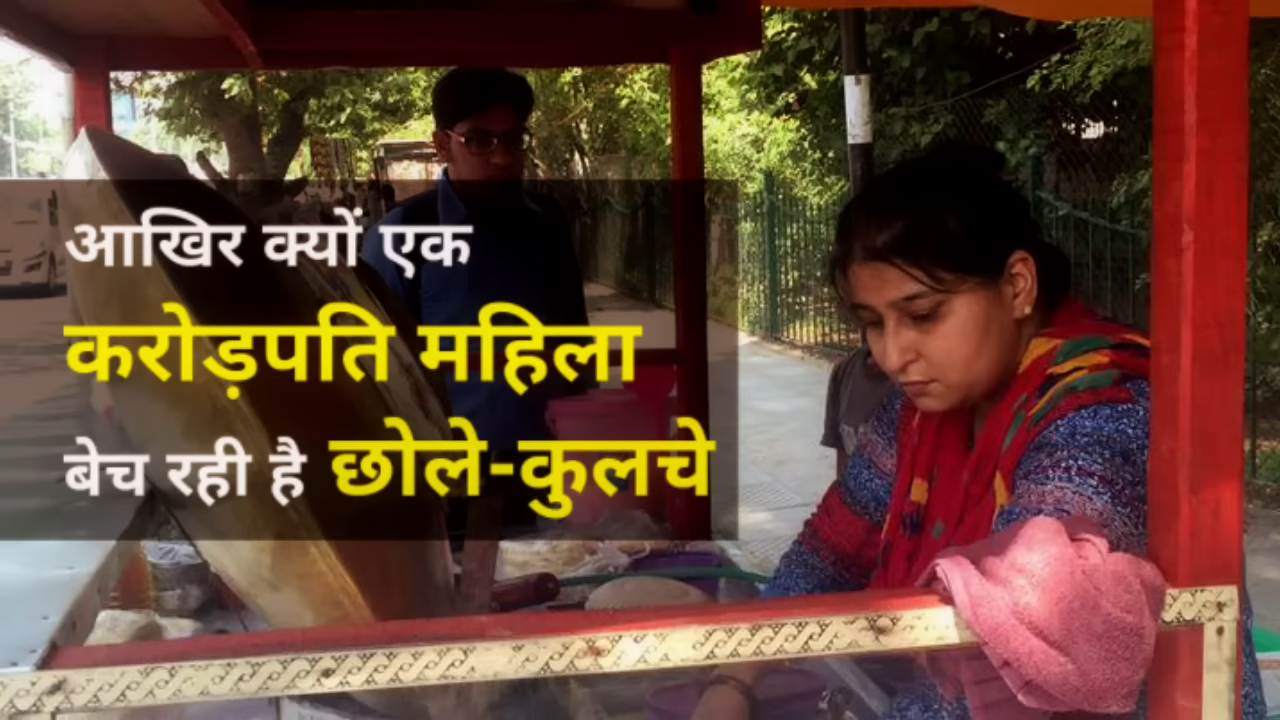 आखिर क्यों एक
करोड़पति महिला
बेच रही है छोले-कुलचे